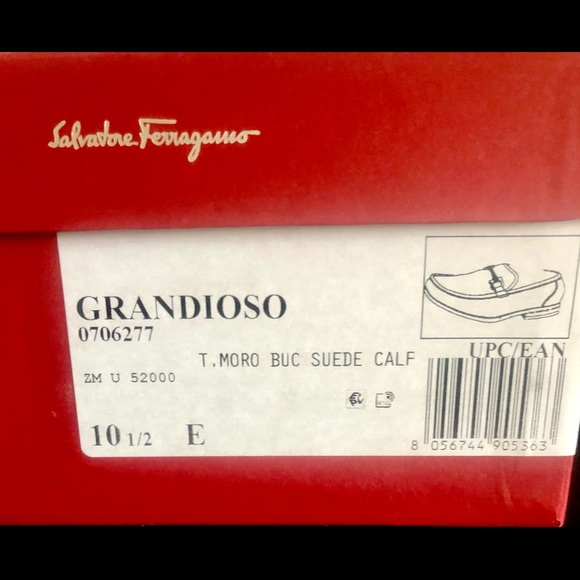 Salvatore Ferragamo
GRANDIOSO
0706277
T.MORO BUC SUEDE CALF
UPC/EAN
ZM U 52000
10 1/2 E
8 056744 905363